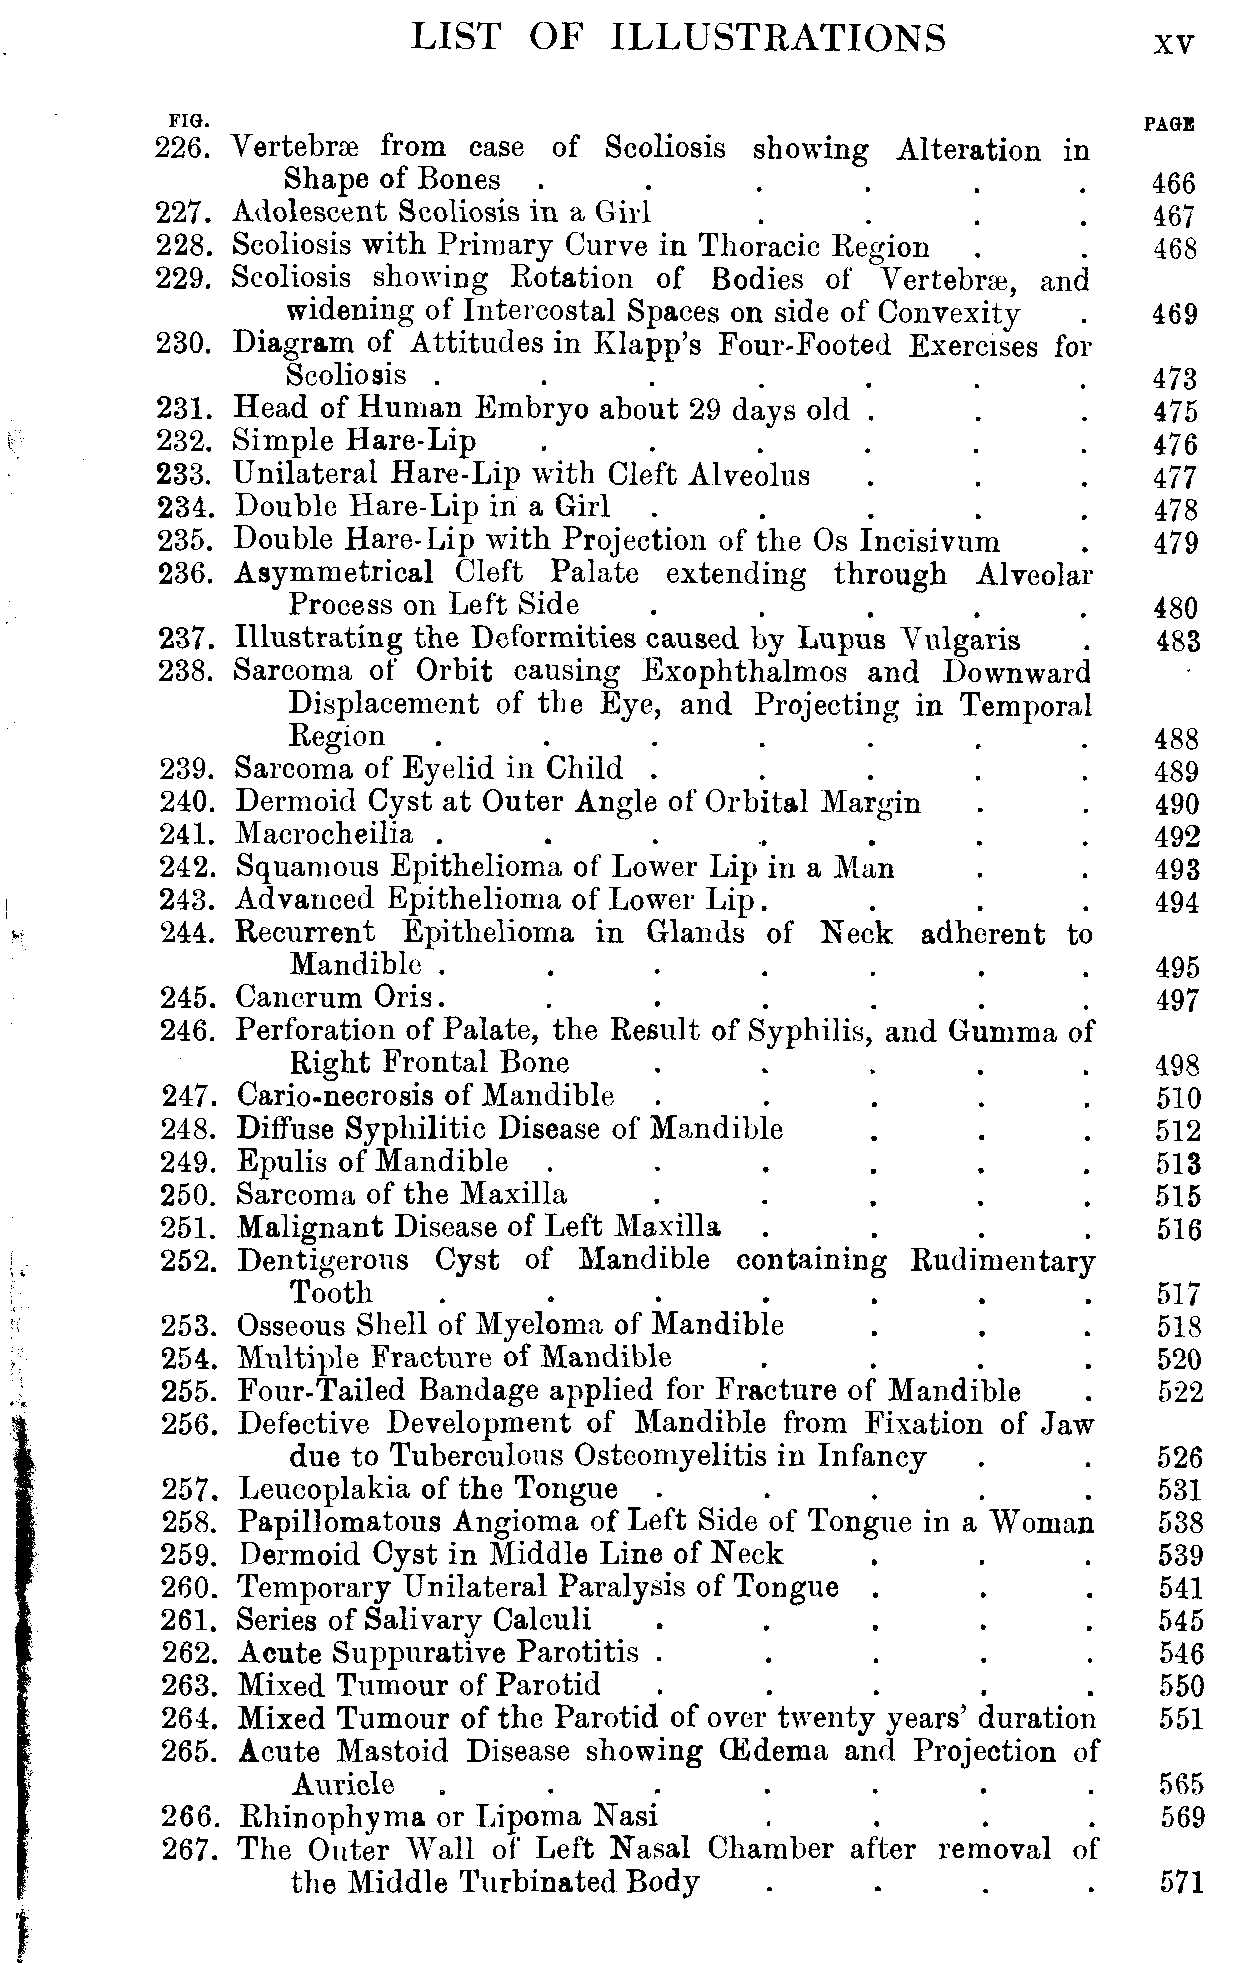 LIST OF ILLUSTRATIONS xv
FIG. PAGE
226. Vertebræ from case of Scoliosis showing Alteration in
Shape of Bones . . . . . . 466
227. Adolescent Scoliosis in a Girl . . . . 467
228. Scoliosis with Primary Curve in Thoracic Region . . 468
229. Scoliosis showing Rotation of Bodies of Vertebræ, and
widening of Intercostal Spaces on side of Convexity . 469
230. Diagram of Attitudes in Klapp's Four-Footed Exercises for
Scoliosis . . . . . . . 473
231. Head of Human Embryo about 29 days old . . . 475
232. Simple Hare-Lip . . . . . . 476
233. Unilateral Hare-Lip with Cleft Alveolus . . . 477
234. Double Hare-Lip in a Girl . . . . . 478
235. Double Hare-Lip with Projection of the Os Incisivum . 479
236. Asymmetrical Cleft Palate extending through Alveolar
Process on Left Side . . . . . 480
237. Illustrating the Deformities caused by Lupus Vulgaris . 483
238. Sarcoma of Orbit causing Exophthalmos and Downward
Displacement of the Eye, and Projecting in Temporal
Region . . . . . . . 488
239. Sarcoma of Eyelid in Child . . . . . 489
240. Dermoid Cyst at Outer Angle of Orbital Margin . . 490
241. Macrocheilia . . . . . . . 492
242. Squamous Epithelioma of Lower Lip in a Man . . 493
243. Advanced Epithelioma of Lower Lip . . . . 494
244. Recurrent Epithelioma in Glands of Neck adherent to
Mandible . . . . . . . 495
245. Cancrum Oris . . . . . . . 497
246. Perforation of Palate, the Result of Syphilis, and Gumma of
Right Frontal Bone . . . . . 498
247. Cario-necrosis of Mandible . . . . . 510
248. Diffuse Syphilitic Disease of Mandible . . . 512
249. Epulis of Mandible . . . . . . 513
250. Sarcoma of the Maxilla . . . . . 515
251. Malignant Disease of Left Maxilla . . . . 516
252. Dentigerous Cyst of Mandible containing Rudimentary
Tooth . . . . . . . 517
253. Osseous Shell of Myeloma of Mandible . . . 518
254. Multiple Fracture of Mandible . . . . 520
255. Four-Tailed Bandage applied for Fracture of Mandible . 522
256. Defective Development of Mandible from Fixation of Jaw
due to Tuberculous Osteomyelitis in Infancy . . 526
257. Leucoplakia of the Tongue . . . . . 531
258. Papillomatous Angioma of Left Side of Tongue in a Woman 538
259. Dermoid Cyst in Middle Line of Neck . . . 539
260. Temporary Unilateral Paralysis of Tongue . . . 541
261. Series of Salivary Calculi . . . . . 545
262. Acute Suppurative Parotitis . . . . . 546
263. Mixed Tumour of Parotid . . . . . 550
264. Mixed Tumour of the Parotid of over twenty years' duration 551
265. Acute Mastoid Disease showing Œdema and Projection of
Auricle . . . . . . . 565
266. Rhinophyma or Lipoma Nasi . . . . 569
267. The Outer Wall of Left Nasal Chamber after removal of
the Middle Turbinated Body . . . . 571